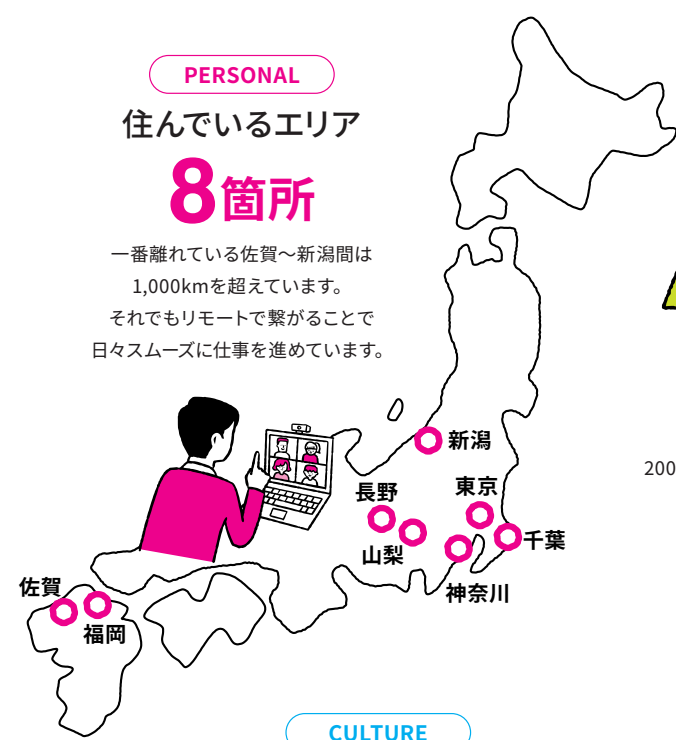 PERSONAL
住んでいるエリア
8箇所
一番離れている佐賀〜新潟間は
1,000kmを超えています。
それでもリモートで繋がることで
日々スムーズに仕事を進めています。
新潟
200
長野
東京
千葉
山梨
神奈川
佐賀
福岡
CULTURE